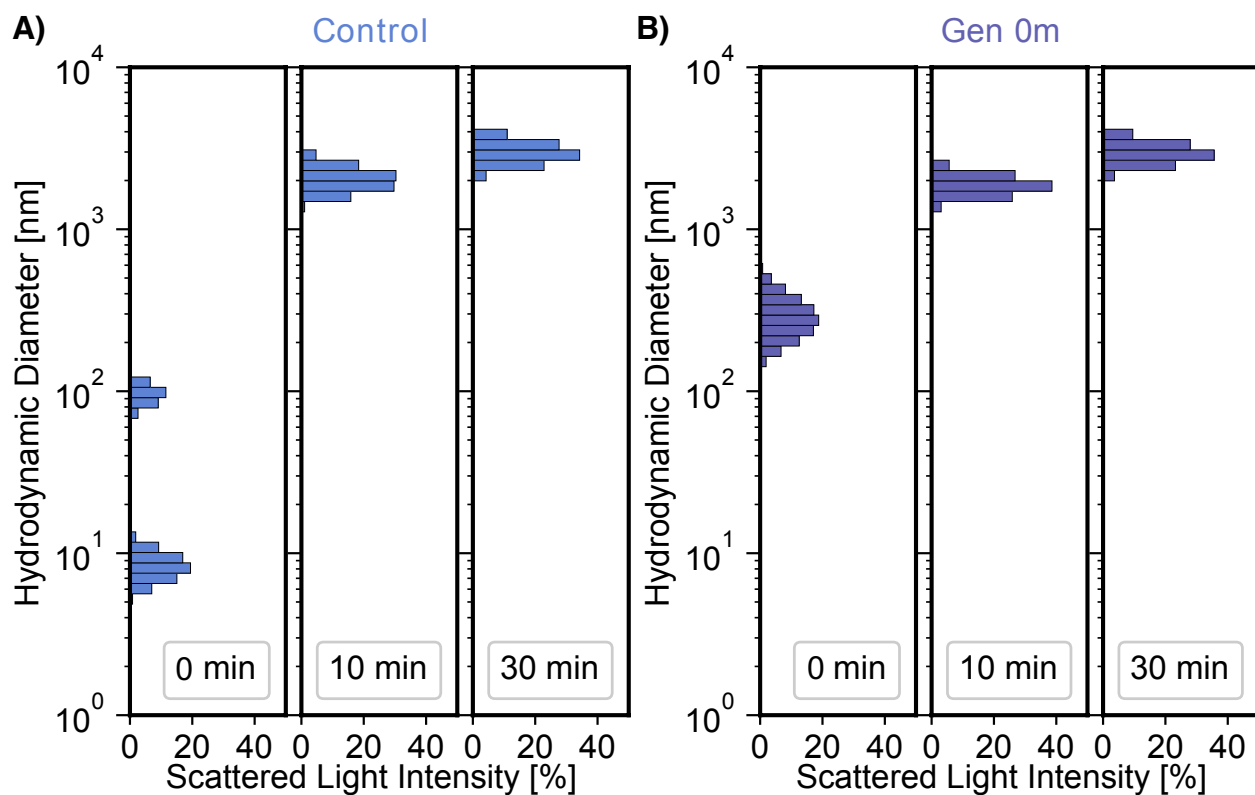 A) Control B) Gen 0m
Hydrodynamic Diameter [nm]
10^4
10^3
10^2
10^1
10^0
0 min 10 min 30 min
0 20 40 0 20 40 0 20 40
Scattered Light Intensity [%]
Hydrodynamic Diameter [nm]
10^4
10^3
10^2
10^1
10^0
0 min 10 min 30 min
0 20 40 0 20 40 0 20 40
Scattered Light Intensity [%]